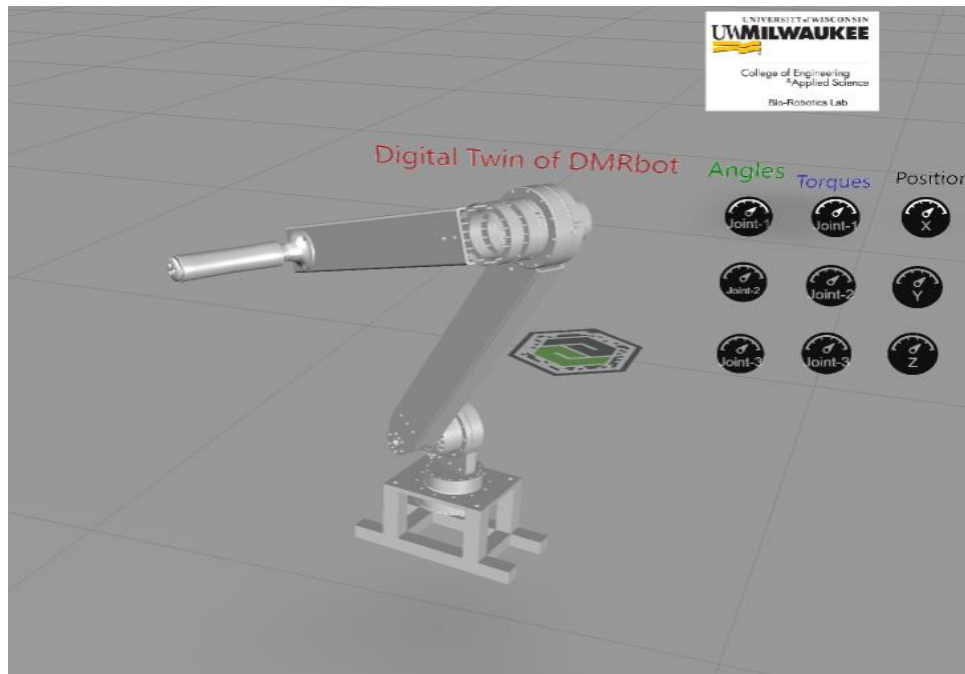 UNIVERSITY of WISCONSIN
UWMILWAUKEE
College of Engineering
&Applied Science
Bio-Robotics Lab
Digital Twin of DMRbot
Angles
Torques
Position
Joint-1
Joint-1
X
Joint-2
Joint-2
Y
Joint-3
Joint-3
Z